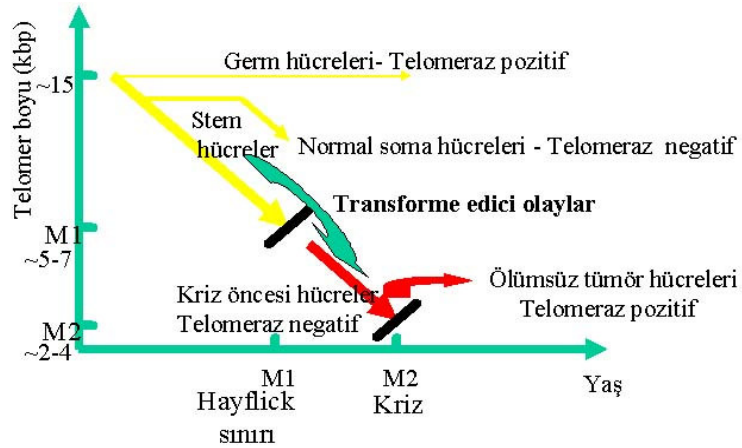 Telomer boyu (kbp)
~15
Germ hücreleri- Telomeraz pozitif
Stem
hücreler
Normal soma hücreleri - Telomeraz negatif
Transforme edici olaylar
M1
~5-7
Kriz öncesi hücreler
Telomeraz negatif
Ölümsüz tümör hücreleri
Telomeraz pozitif
M2
~2-4
M1
Hayflick
sınırı
M2
Kriz
Yaş